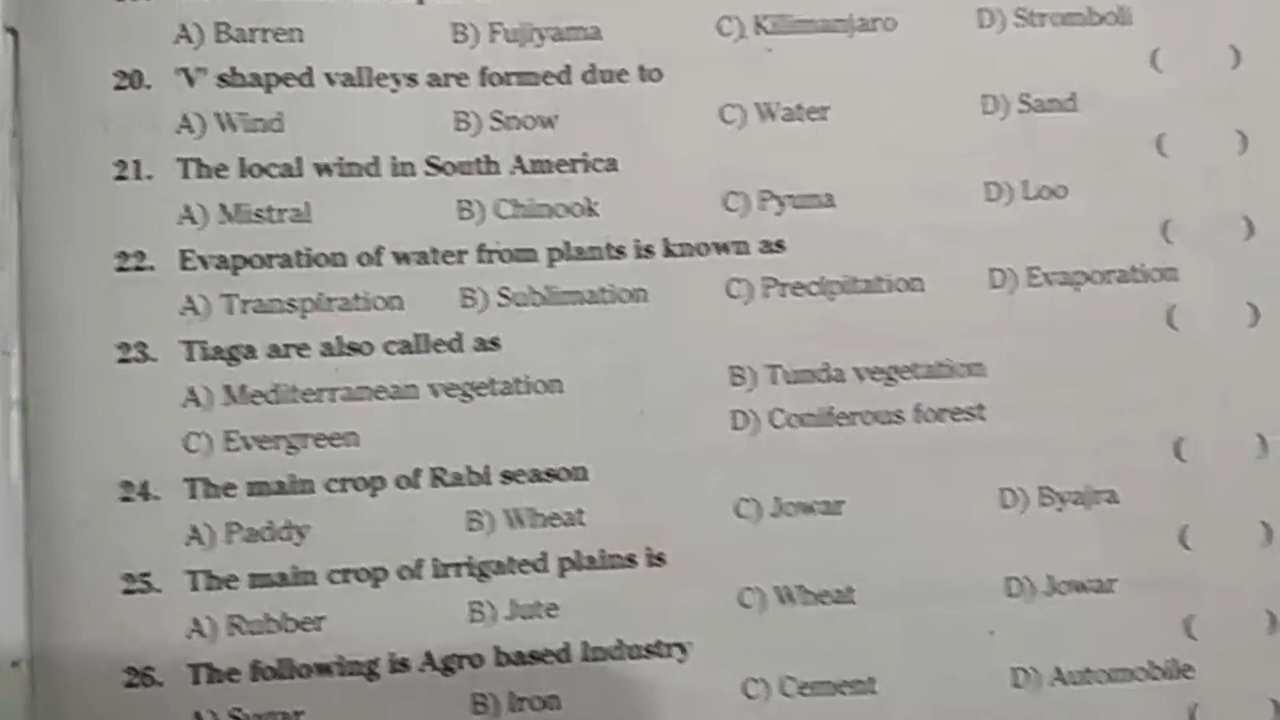 A) Barren B) Fujiyama C) Kilimanjaro D) Stromboli
20. 'V' shaped valleys are formed due to ( )
A) Wind B) Snow C) Water D) Sand
21. The local wind in South America ( )
A) Mistral B) Chinook C) Pyuma D) Loo
22. Evaporation of water from plants is known as ( )
A) Transpiration B) Sublimation C) Precipitation D) Evaporation
23. Tiaga are also called as ( )
A) Mediterranean vegetation B) Tunda vegetation
C) Evergreen D) Coniferous forest
24. The main crop of Rabi season ( )
A) Paddy B) Wheat C) Jowar D) Byajra
25. The main crop of irrigated plains is ( )
A) Rubber B) Jute C) Wheat D) Jowar
26. The following is Agro based Industry ( )
A) Sugar B) Iron C) Cement D) Automobile